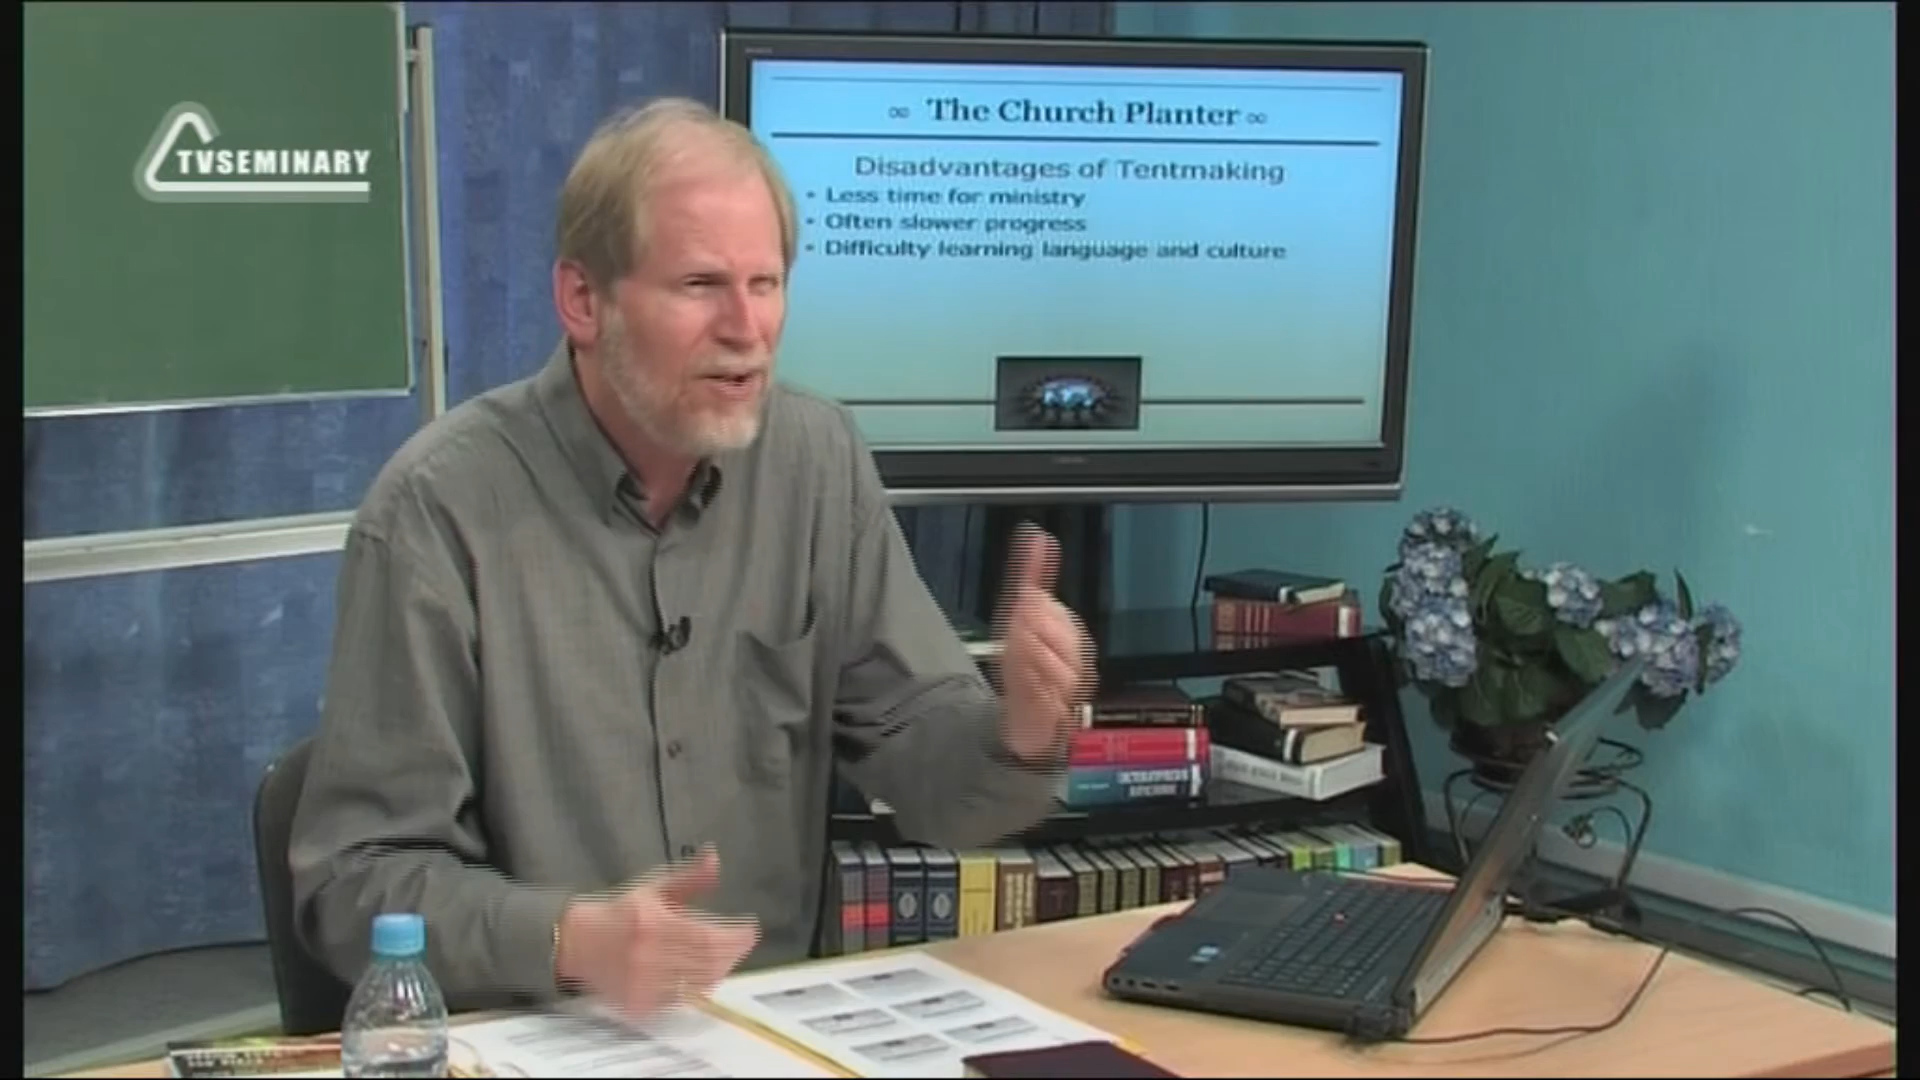 TVSEMINARY
∞ The Church Planter ∞
Disadvantages of Tentmaking
• Less time for ministry
• Often slower progress
• Difficulty learning language and culture